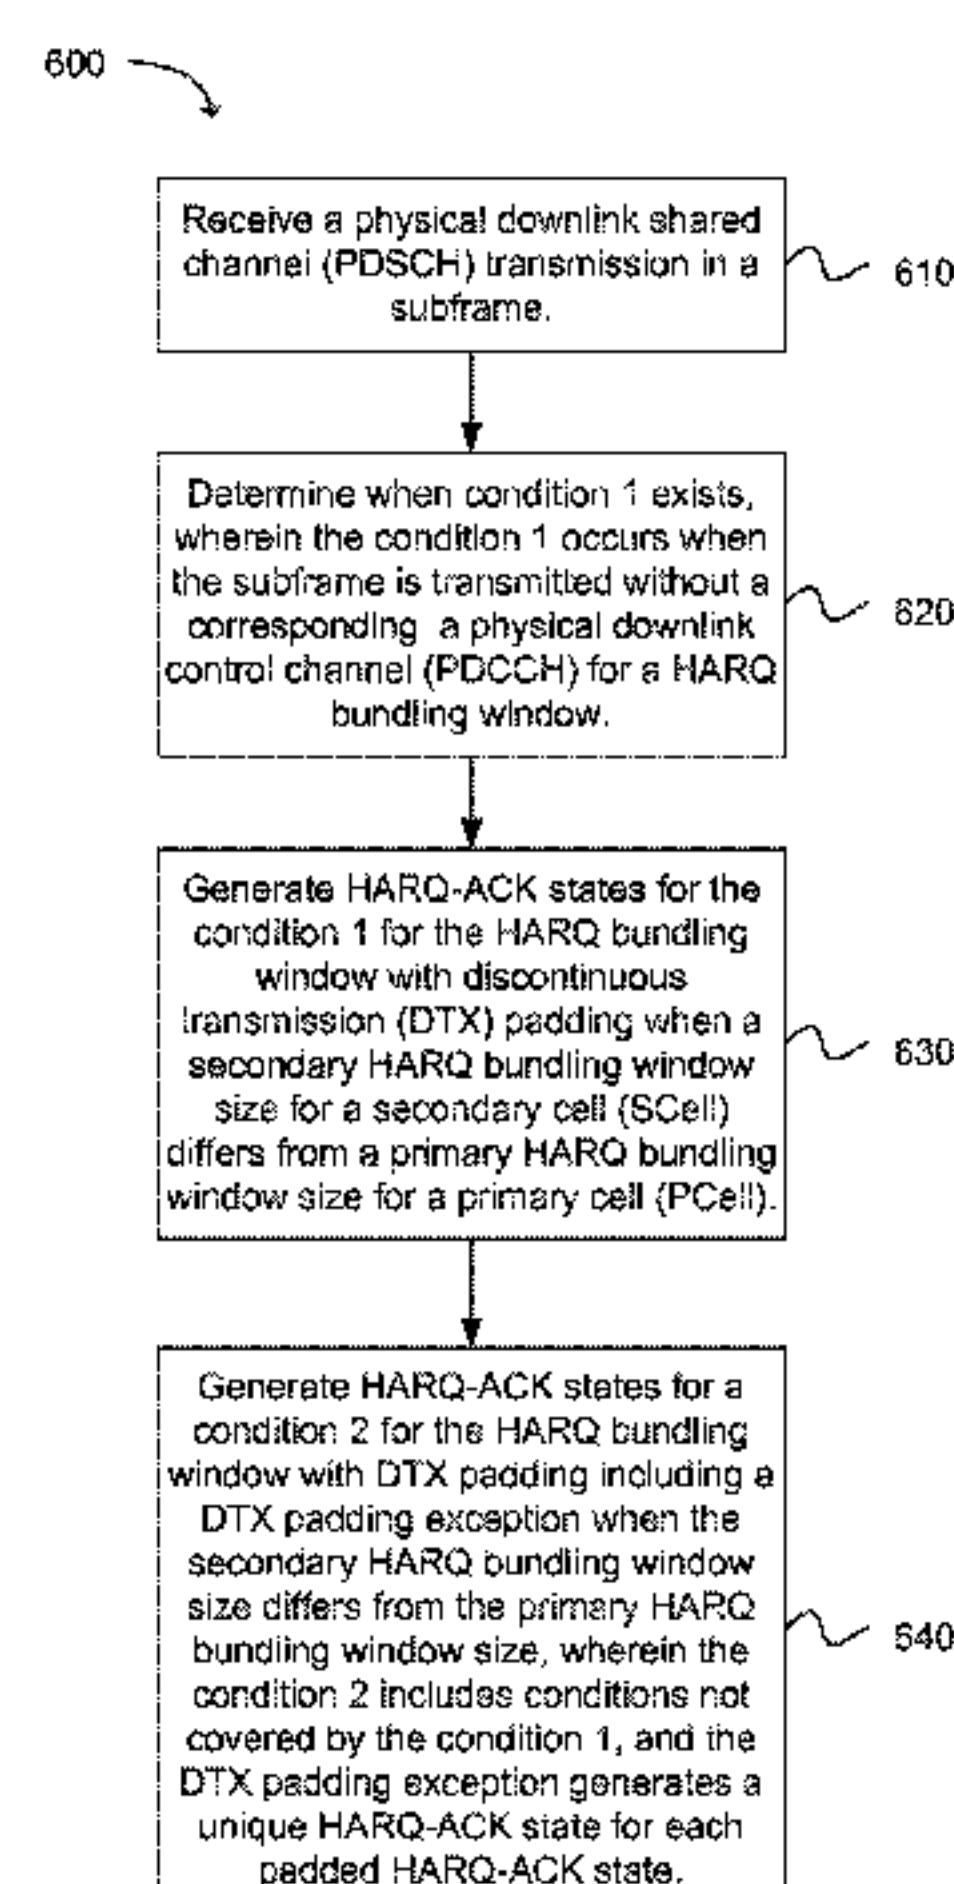 600
Receive a physical downlink shared
channel (PDSCH) transmission in a
subframe.
610
Determine when condition 1 exists,
wherein the condition 1 occurs when
the subframe is transmitted without a
corresponding a physical downlink
control channel (PDCCH) for a HARQ
bundling window.
620
Generate HARQ-ACK states for the
condition 1 for the HARQ bundling
window with discontinuous
transmission (DTX) padding when a
secondary HARQ bundling window
size for a secondary cell (SCell)
differs from a primary HARQ bundling
window size for a primary cell (PCell).
630
Generate HARQ-ACK states for a
condition 2 for the HARQ bundling
window with DTX padding including a
DTX padding exception when the
secondary HARQ bundling window
size differs from the primary HARQ
bundling window size, wherein the
condition 2 includes conditions not
covered by the condition 1, and the
DTX padding exception generates a
unique HARQ-ACK state for each
padded HARQ-ACK state.
640